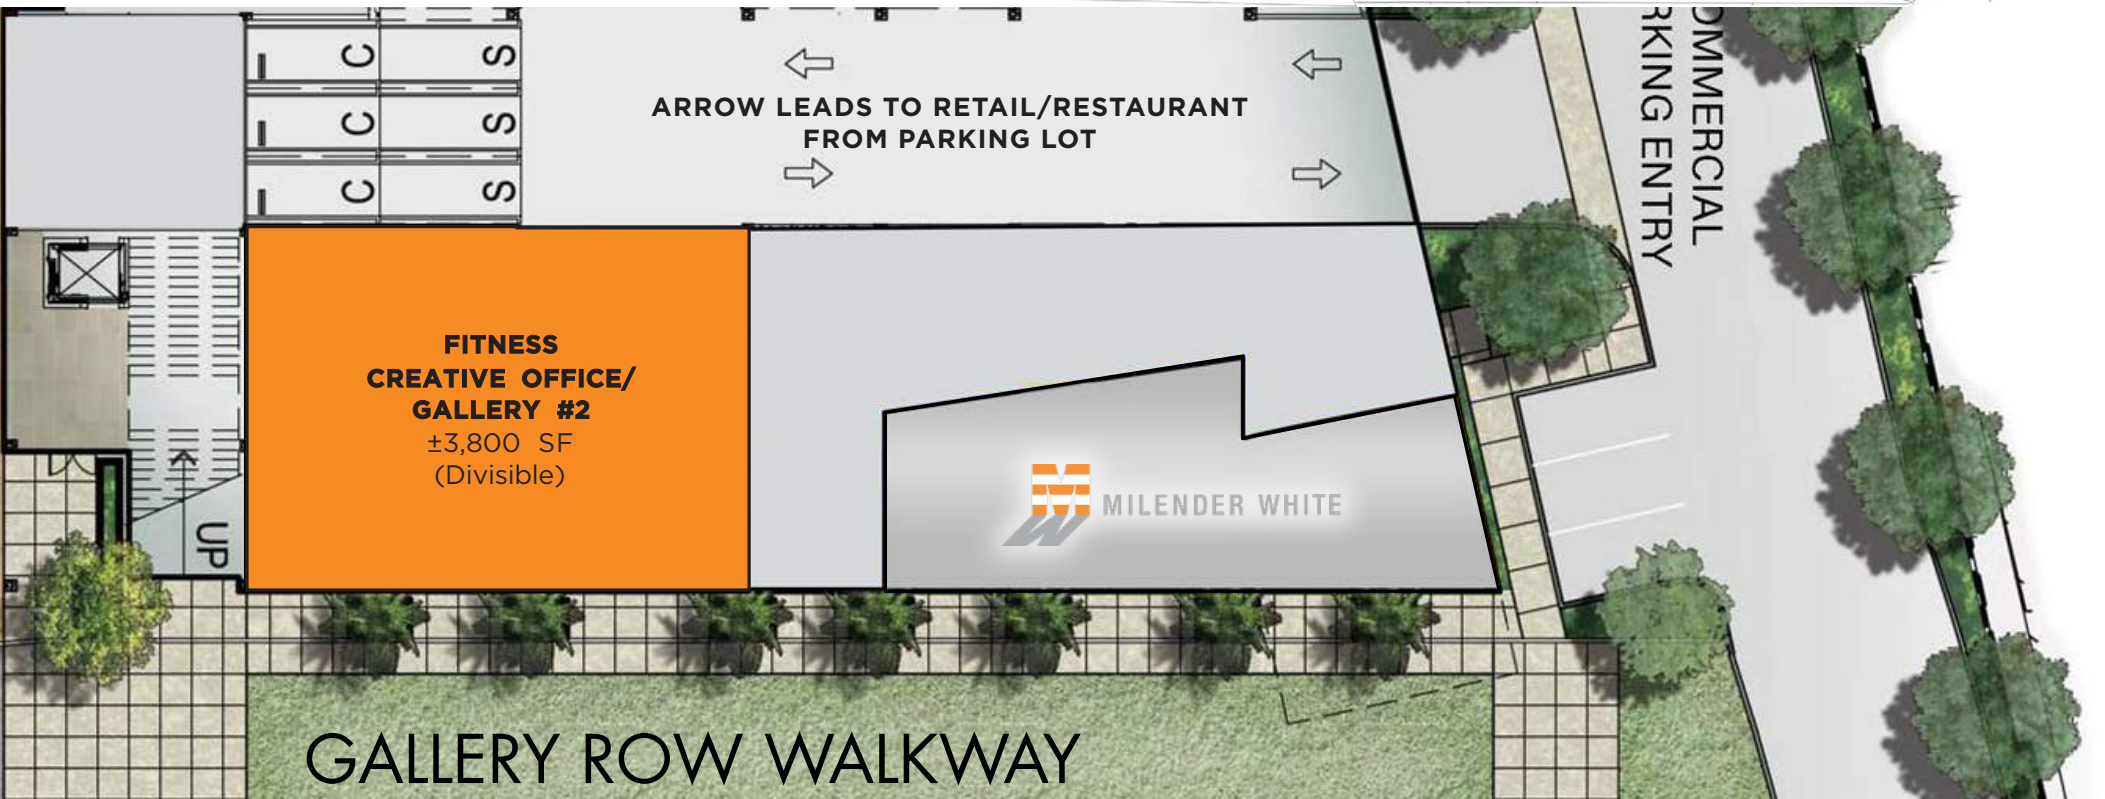 C S
C S
C S
ARROW LEADS TO RETAIL/RESTAURANT
FROM PARKING LOT
OMMERCIAL
RKING ENTRY
FITNESS
CREATIVE OFFICE/
GALLERY #2
±3,800 SF
(Divisible)
MILENDER WHITE
UP
GALLERY ROW WALKWAY